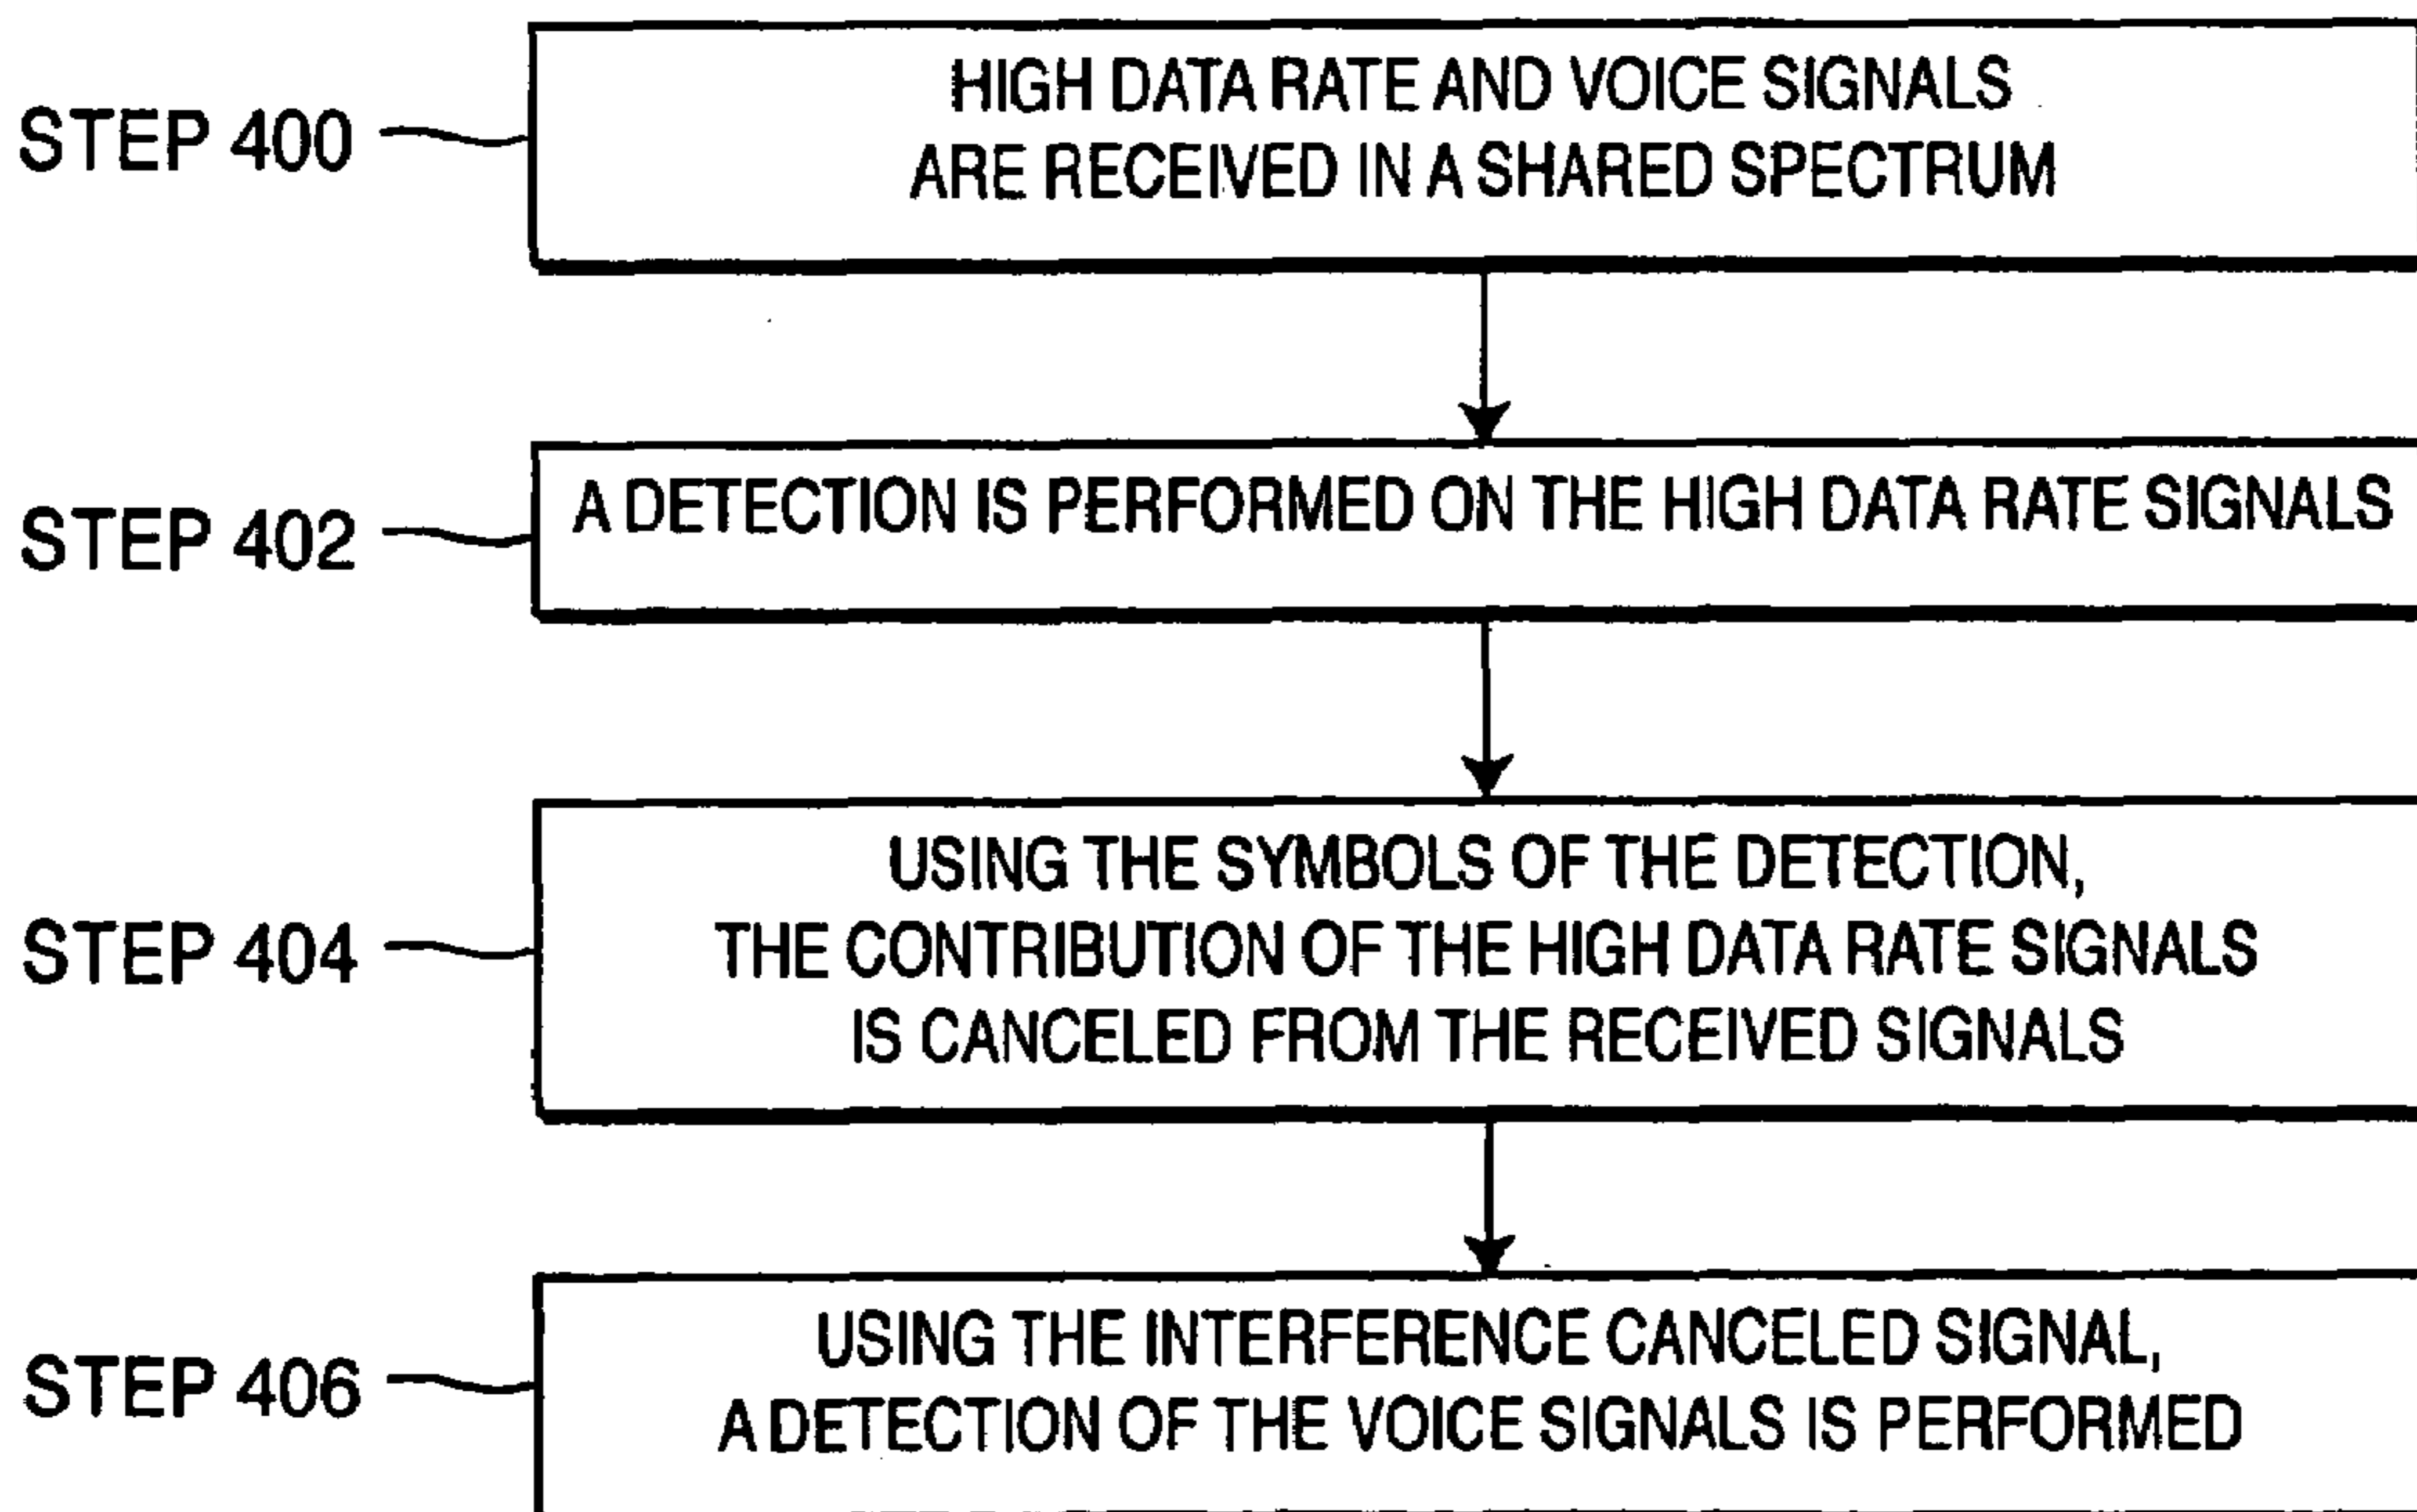 STEP 400
HIGH DATA RATE AND VOICE SIGNALS
ARE RECEIVED IN A SHARED SPECTRUM
STEP 402
A DETECTION IS PERFORMED ON THE HIGH DATA RATE SIGNALS
STEP 404
USING THE SYMBOLS OF THE DETECTION,
THE CONTRIBUTION OF THE HIGH DATA RATE SIGNALS
IS CANCELED FROM THE RECEIVED SIGNALS
STEP 406
USING THE INTERFERENCE CANCELED SIGNAL,
A DETECTION OF THE VOICE SIGNALS IS PERFORMED